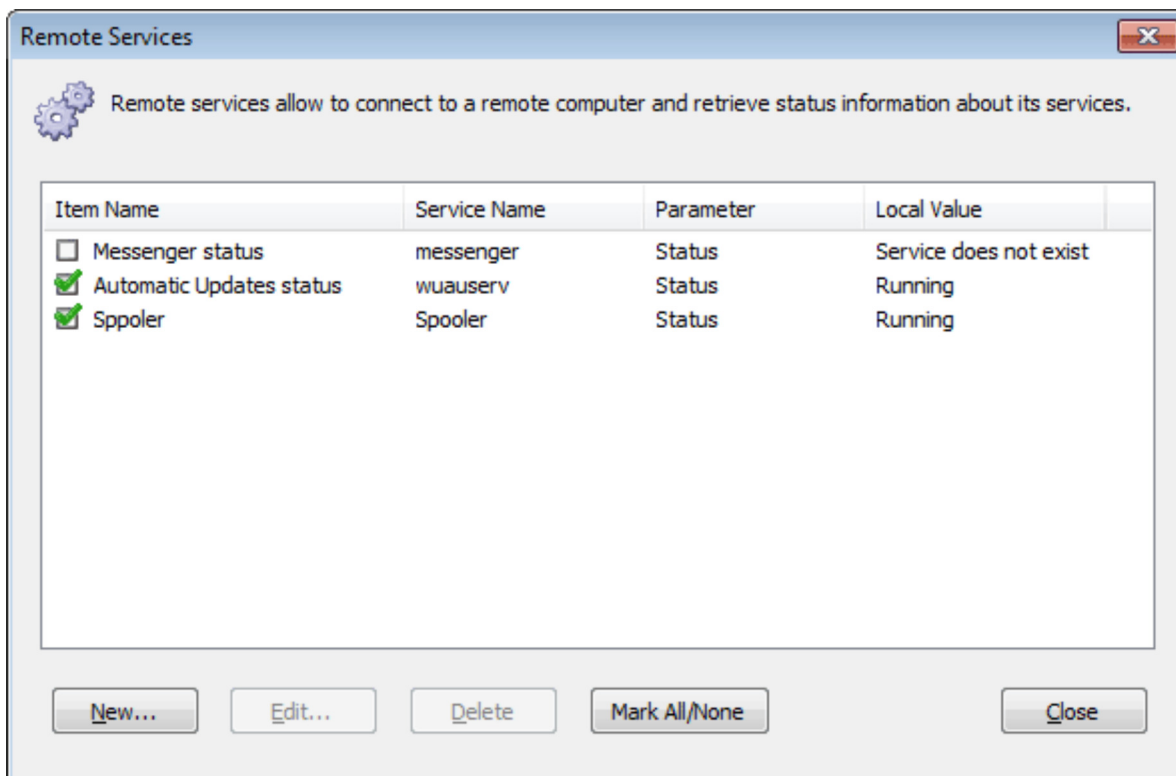 Remote Services
Remote services allow to connect to a remote computer and retrieve status information about its services.
Item Name Service Name Parameter Local Value
Messenger status messenger Status Service does not exist
Automatic Updates status wuauserv Status Running
Sppoler Spooler Status Running
New... Edit... Delete Mark All/None Close